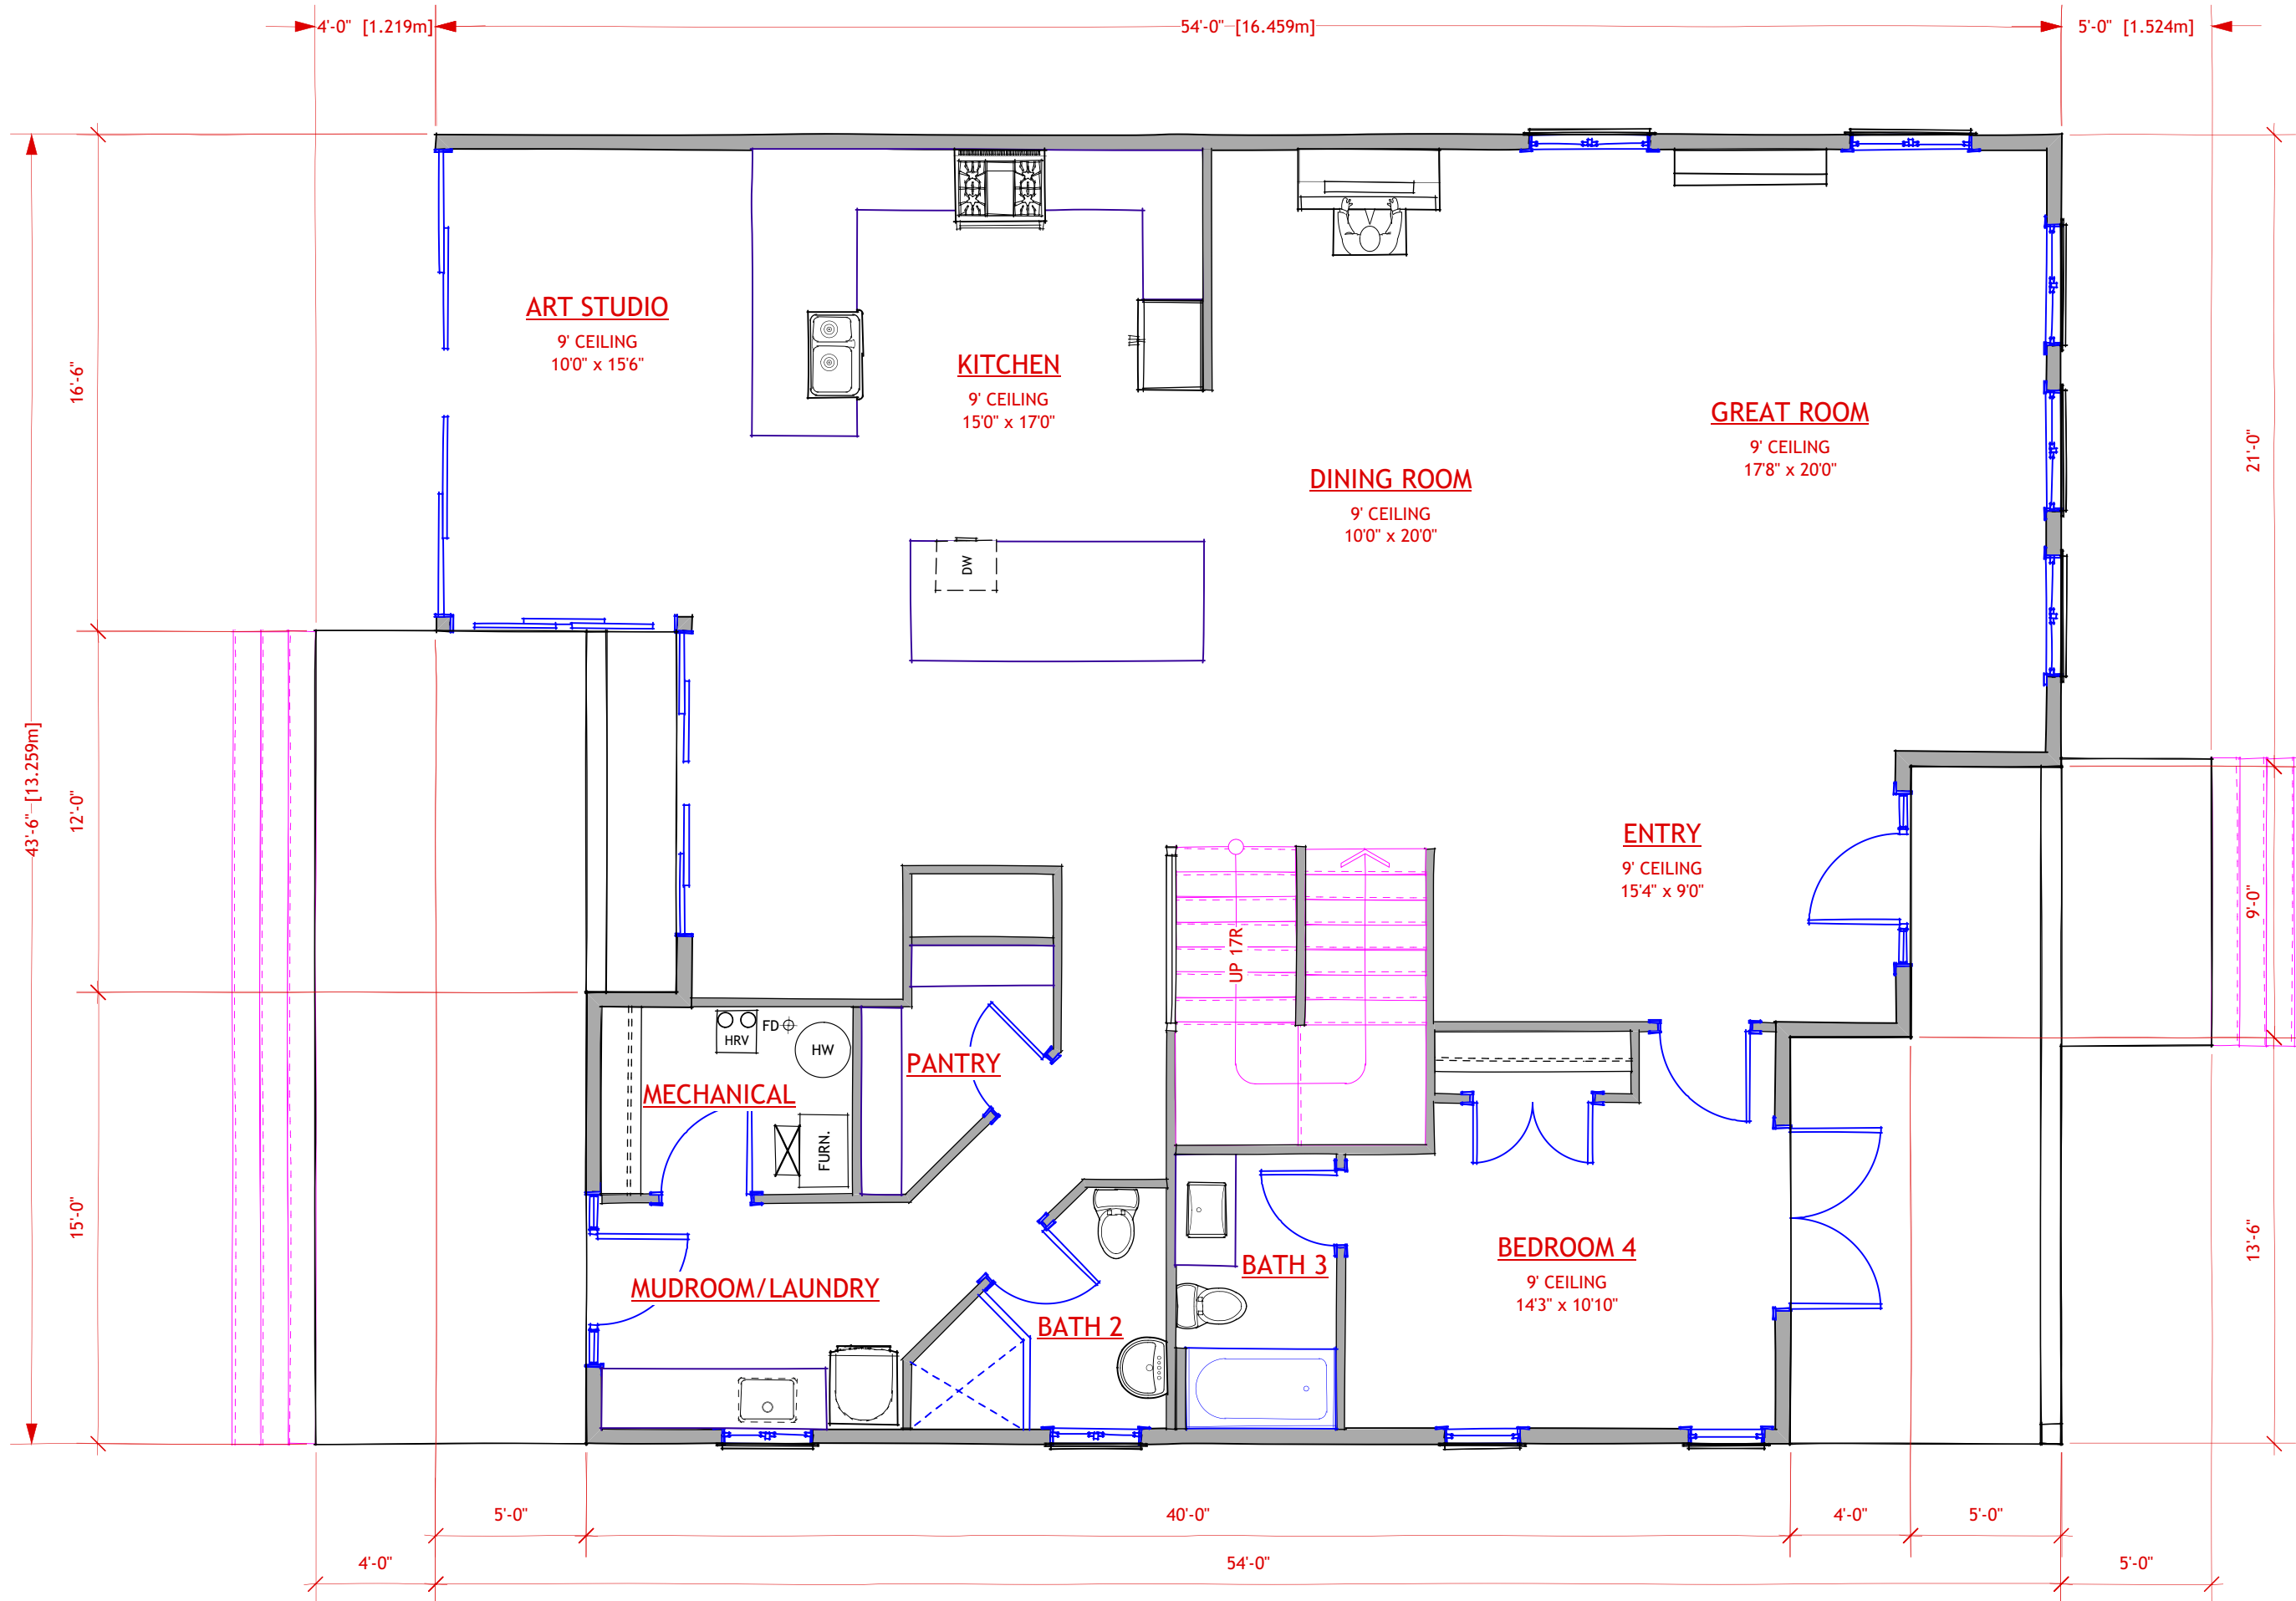 4'-0" [1.219m]
54'-0" [16.459m]
5'-0" [1.524m]
ART STUDIO
9' CEILING
10'0" x 15'6"
KITCHEN
9' CEILING
15'0" x 17'0"
GREAT ROOM
9' CEILING
17'8" x 20'0"
DINING ROOM
9' CEILING
10'0" x 20'0"
16'-6"
21'-0"
DW
43'-6" [13.259m]
12'-0"
ENTRY
9' CEILING
15'4" x 9'0"
9'-0"
UP 17R
FD
HRV
HW
PANTRY
MECHANICAL
FURN.
15'-0"
13'-6"
BEDROOM 4
9' CEILING
14'3" x 10'10"
BATH 3
MUDROOM/LAUNDRY
BATH 2
5'-0"
40'-0"
4'-0"
5'-0"
4'-0"
54'-0"
5'-0"